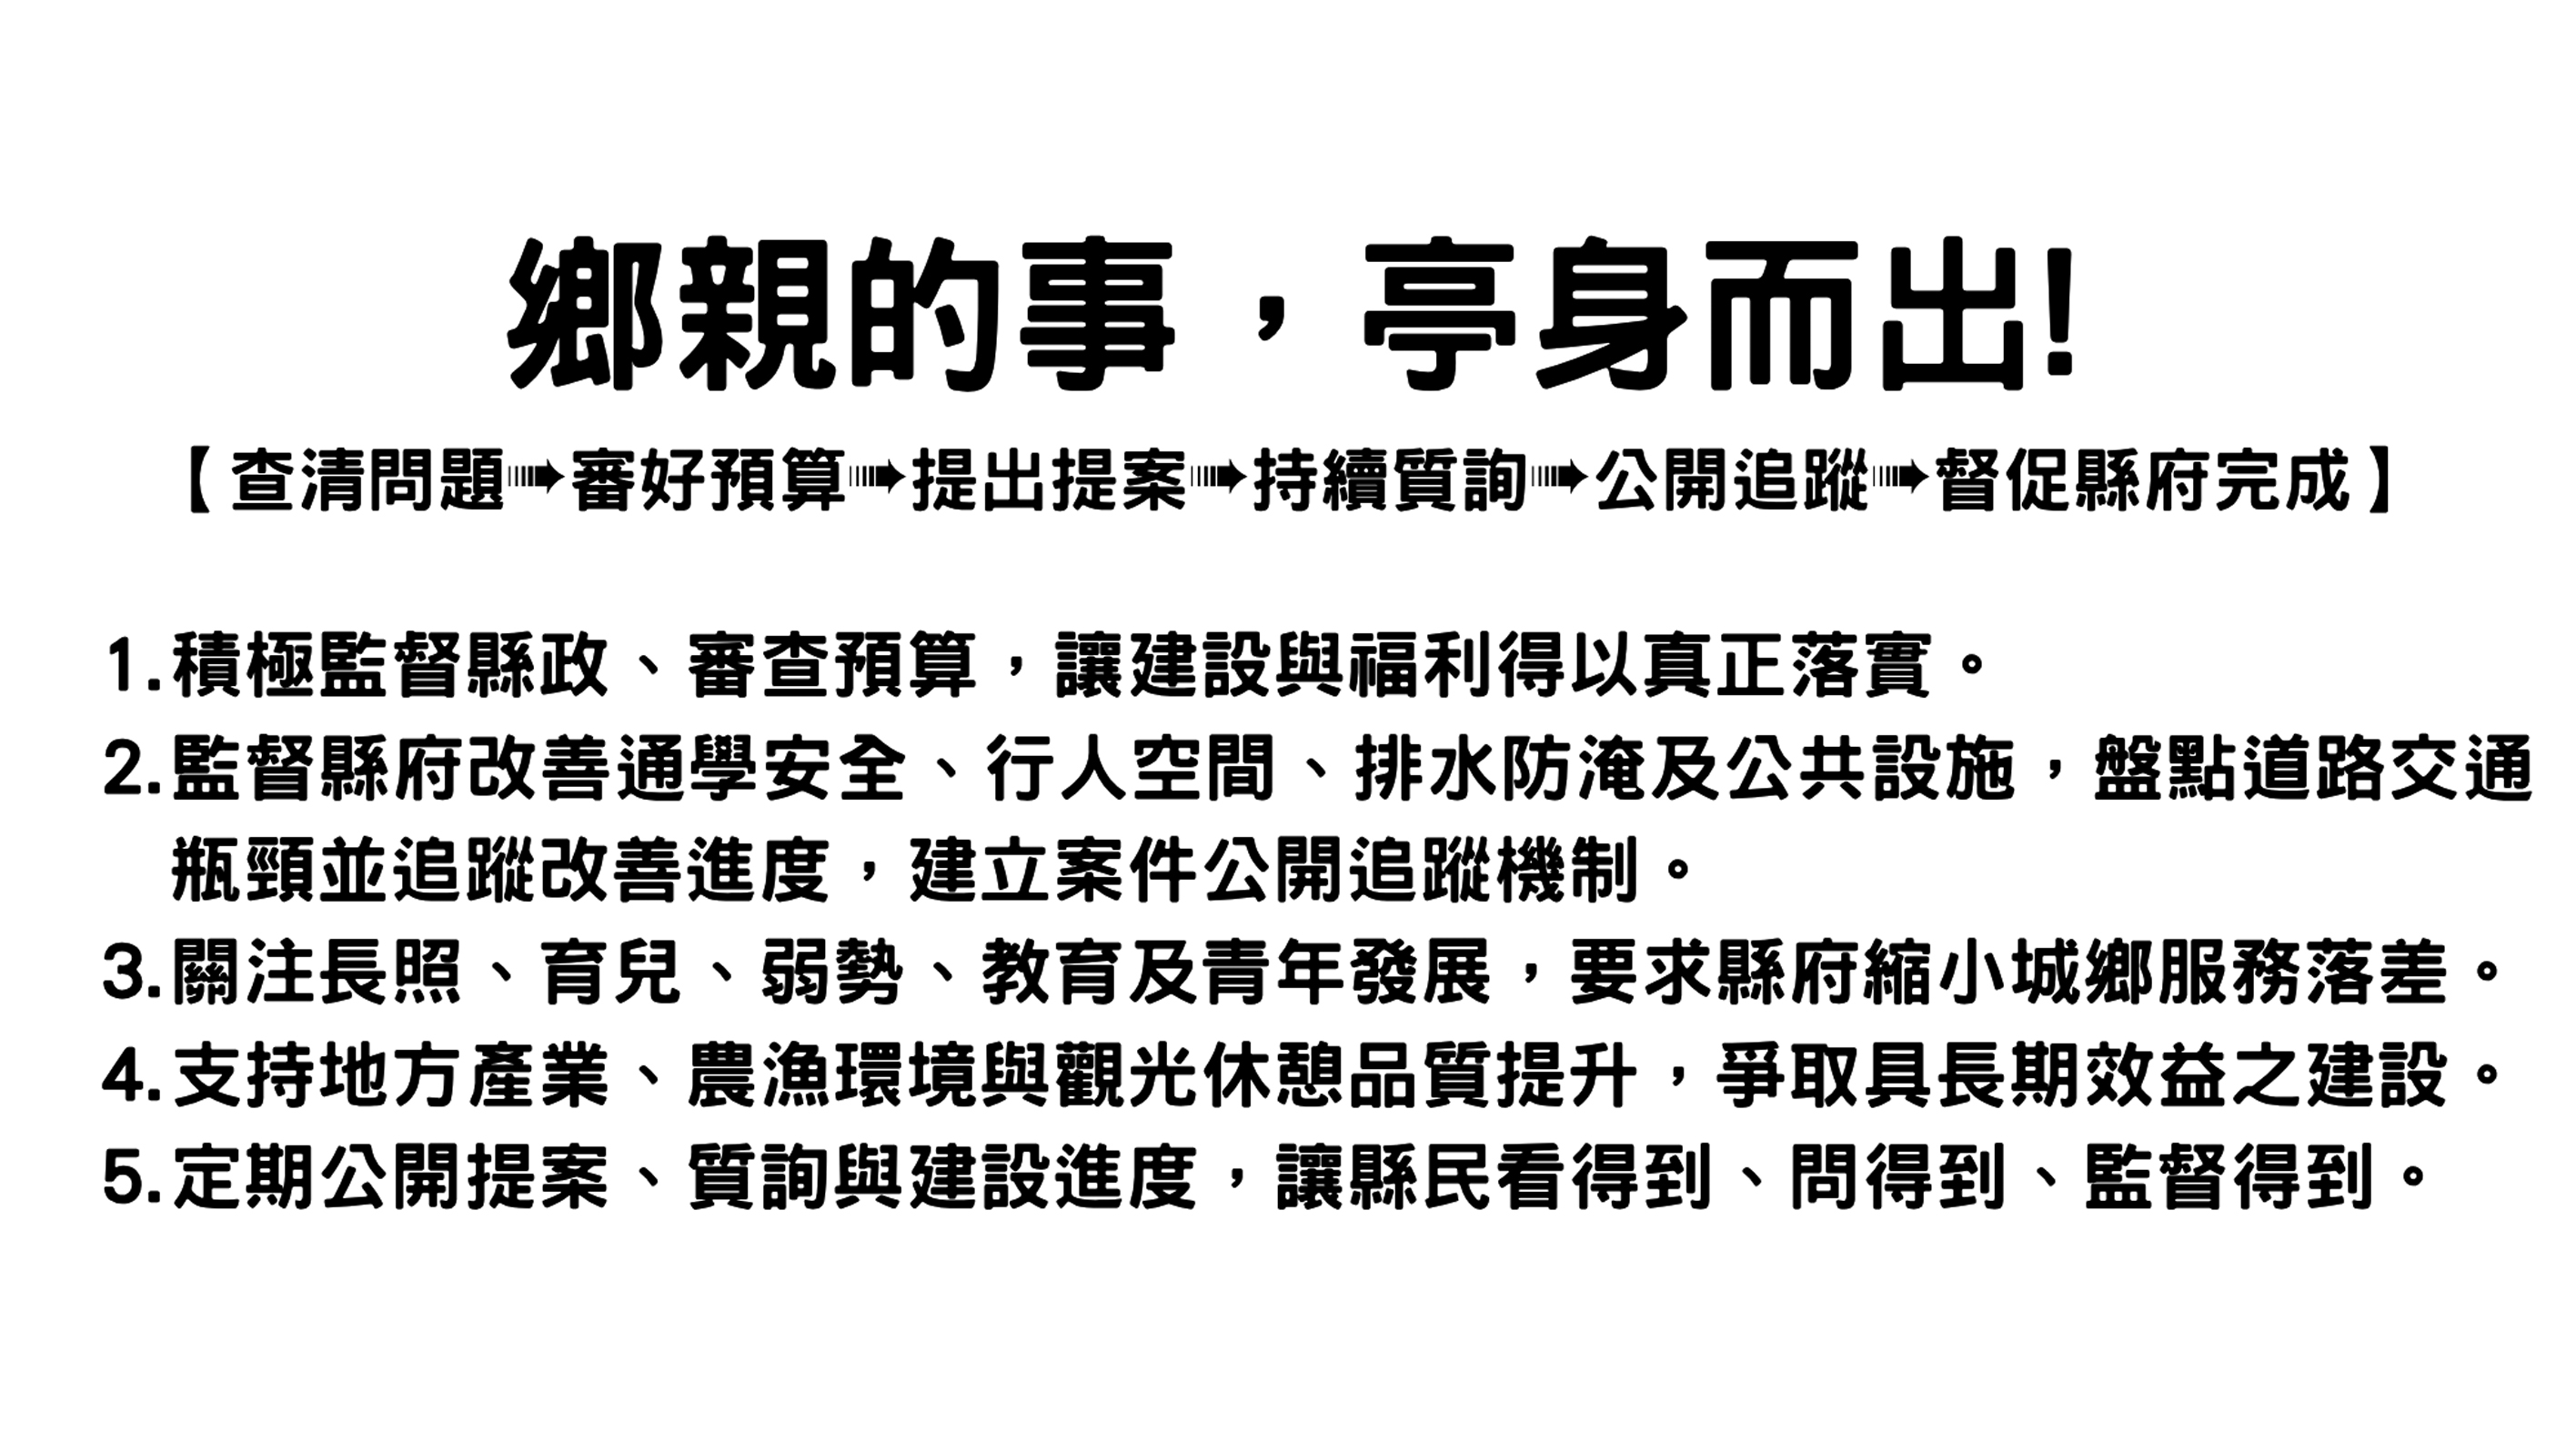 鄉親的事，亭身而出!
【查清問題➠審好預算➠提出提案➠持續質詢➠公開追蹤➠督促縣府完成】
1.積極監督縣政、審查預算，讓建設與福利得以真正落實。
2.監督縣府改善通學安全、行人空間、排水防淹及公共設施，盤點道路交通
瓶頸並追蹤改善進度，建立案件公開追蹤機制。
3.關注長照、育兒、弱勢、教育及青年發展，要求縣府縮小城鄉服務落差。
4.支持地方產業、農漁環境與觀光休憩品質提升，爭取具長期效益之建設。
5.定期公開提案、質詢與建設進度，讓縣民看得到、問得到、監督得到。